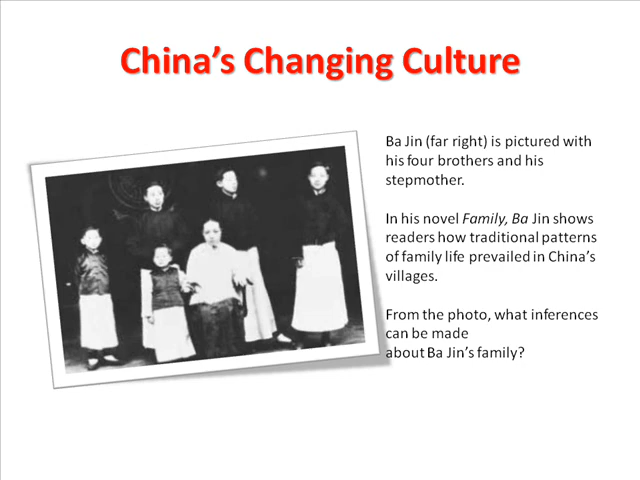 China’s Changing Culture
Ba Jin (far right) is pictured with
his four brothers and his
stepmother.
In his novel Family, Ba Jin shows
readers how traditional patterns
of family life prevailed in China’s
villages.
From the photo, what inferences
can be made
about Ba Jin’s family?